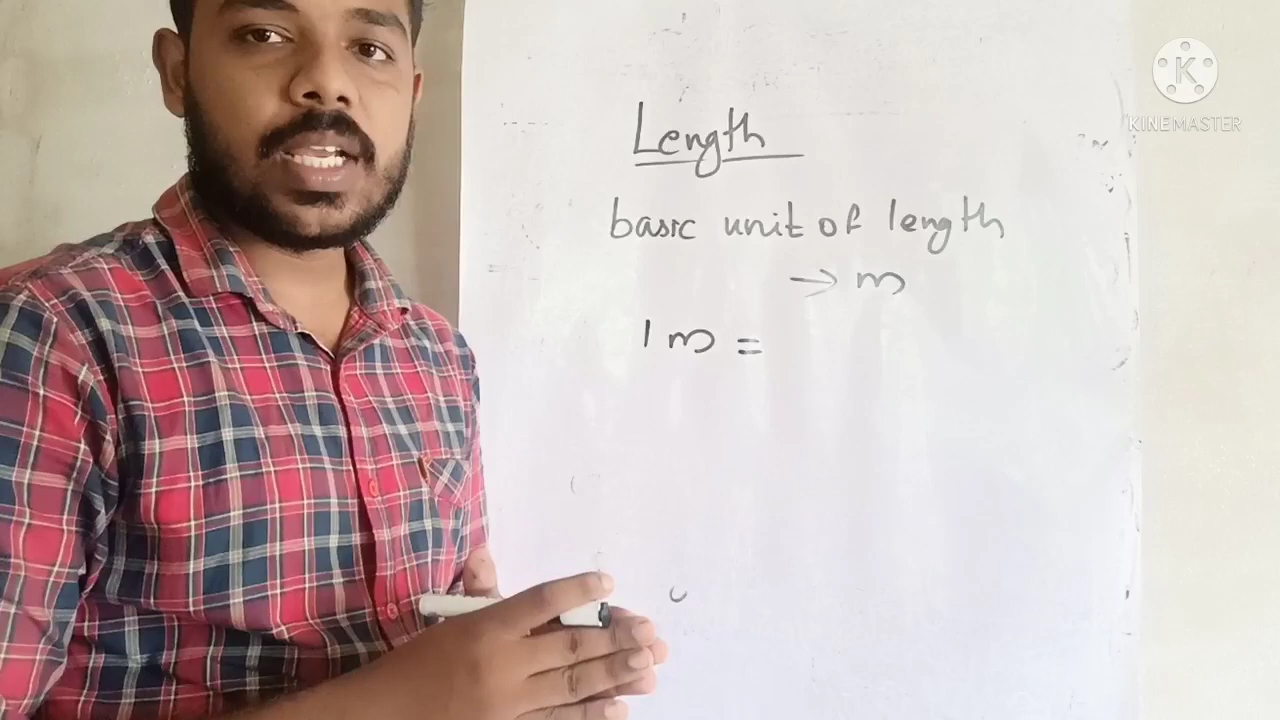 Length
basic unit of length
→ m
1 m =
K
KINEMASTER